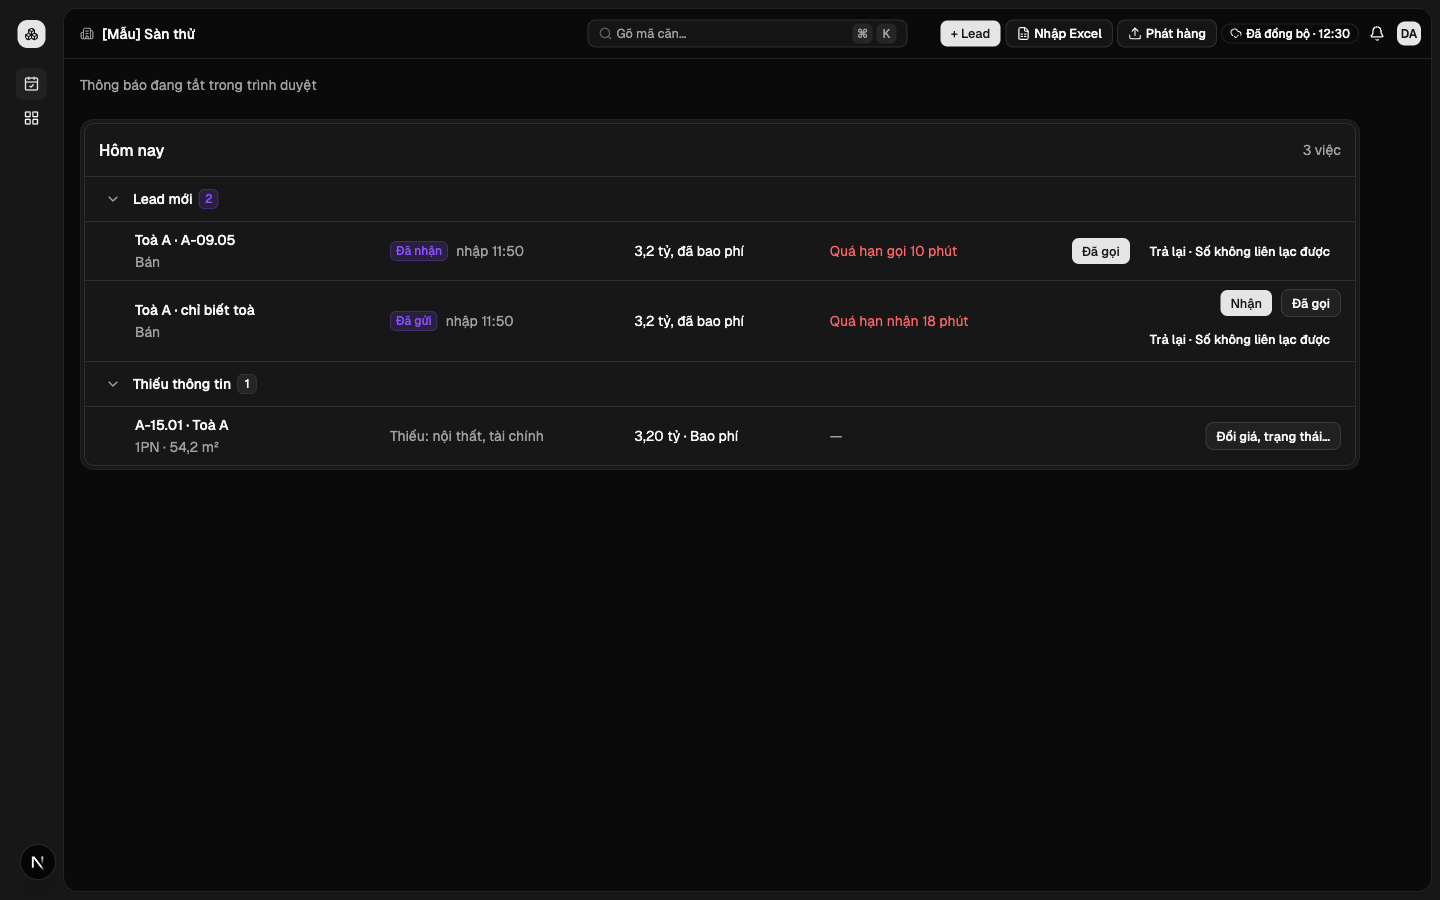 [Mẫu] Sàn thử
Gõ mã căn...
⌘ K
+ Lead
Nhập Excel
Phát hàng
Đã đồng bộ · 12:30
DA
Thông báo đang tắt trong trình duyệt
Hôm nay
3 việc
Lead mới 2
Toà A · A-09.05
Bán
Đã nhận nhập 11:50
3,2 tỷ, đã bao phí
Quá hạn gọi 10 phút
Đã gọi
Trả lại · Số không liên lạc được
Toà A · chỉ biết toà
Bán
Đã gửi nhập 11:50
3,2 tỷ, đã bao phí
Quá hạn nhận 18 phút
Nhận
Đã gọi
Trả lại · Số không liên lạc được
Thiếu thông tin 1
A-15.01 · Toà A
1PN · 54,2 m²
Thiếu: nội thất, tài chính
3,20 tỷ · Bao phí
—
Đổi giá, trạng thái...
N